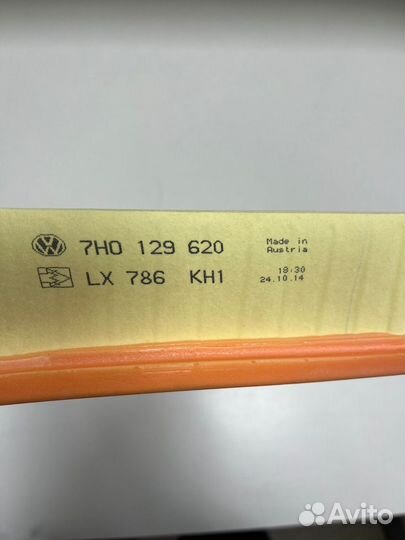 7H0 129 620
Made in
Austria
LX 786 KH1
18:30
24.10.14
Avito